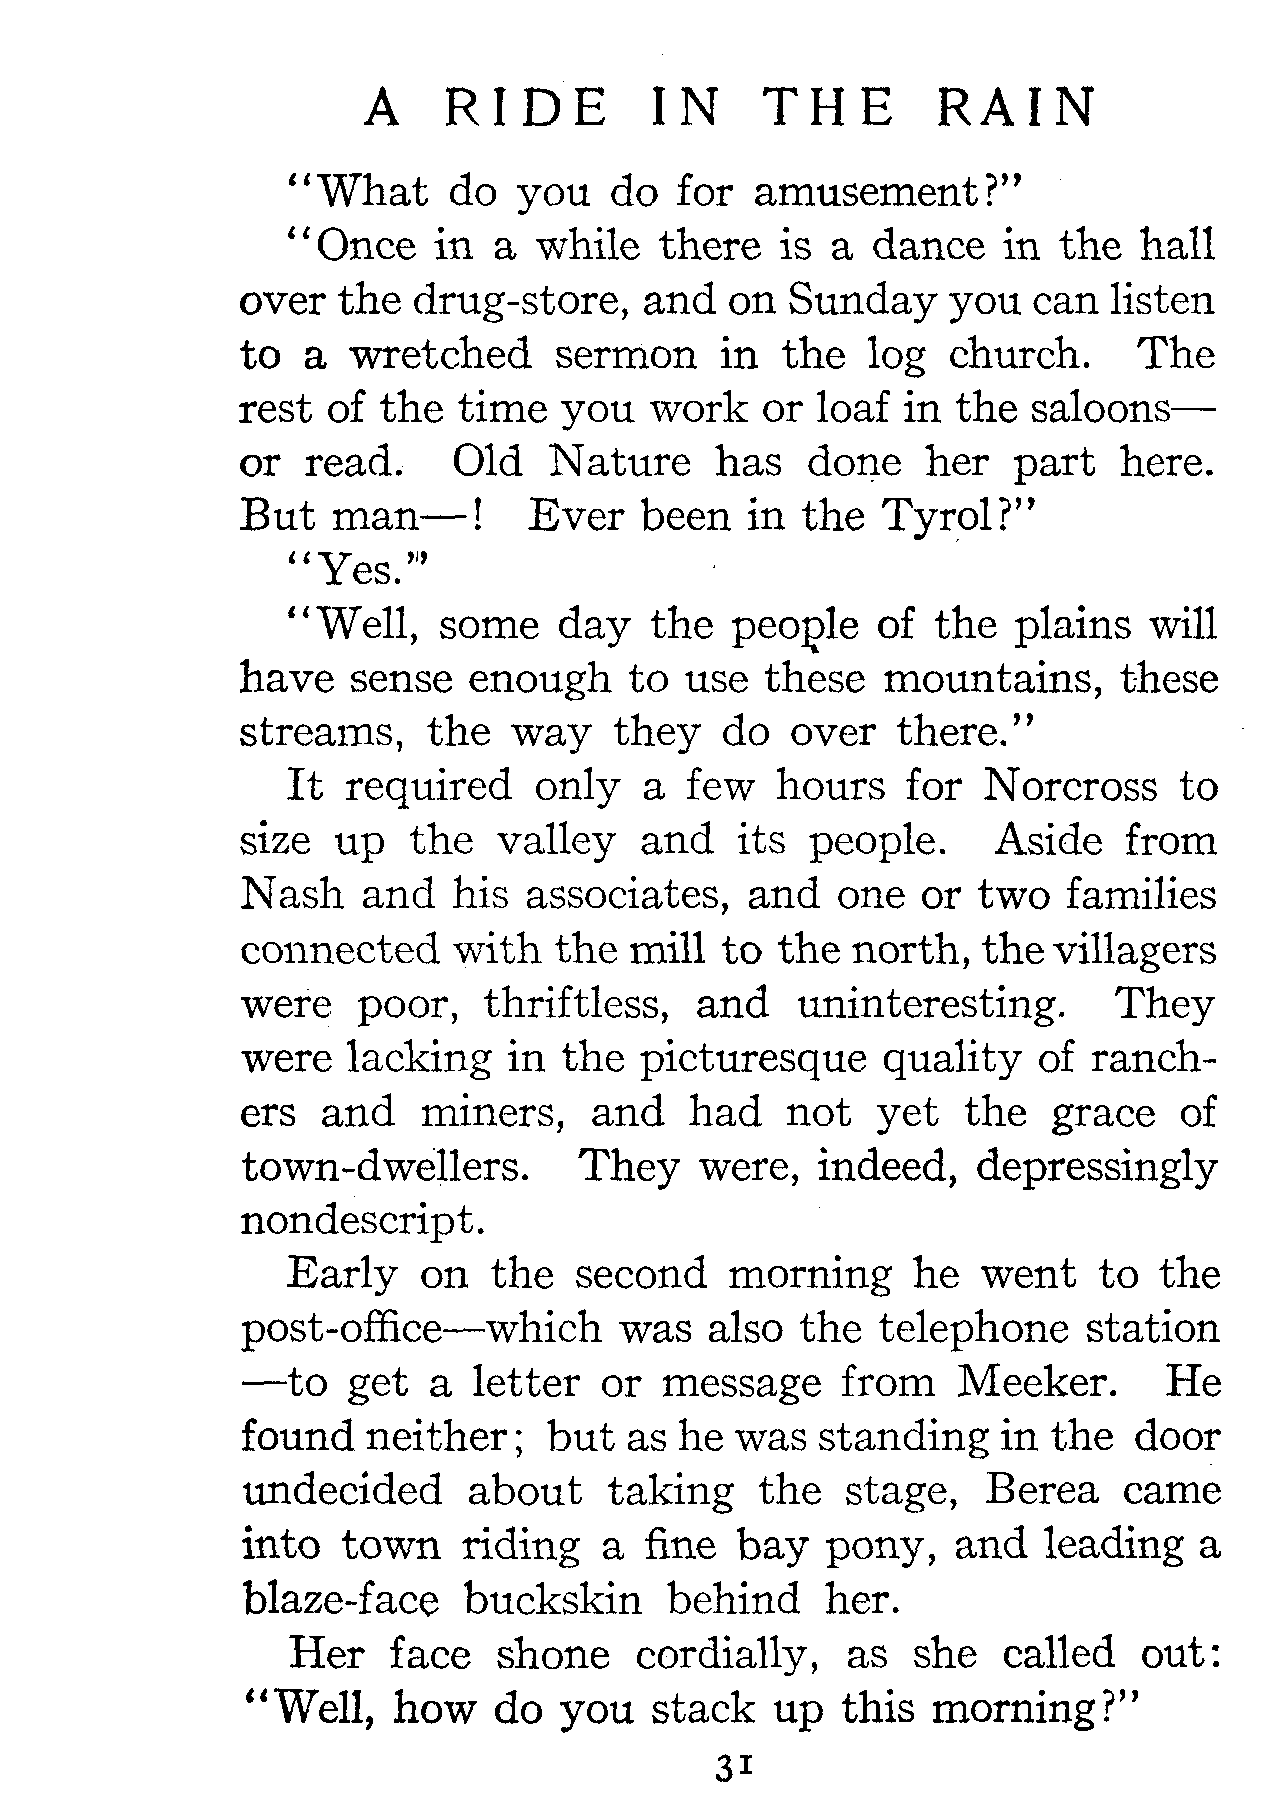 A RIDE IN THE RAIN
"What do you do for amusement?"
"Once in a while there is a dance in the hall
over the drug-store, and on Sunday you can listen
to a wretched sermon in the log church. The
rest of the time you work or loaf in the saloons—
or read. Old Nature has done her part here.
But man—! Ever been in the Tyrol?"
"Yes."
"Well, some day the people of the plains will
have sense enough to use these mountains, these
streams, the way they do over there."
It required only a few hours for Norcross to
size up the valley and its people. Aside from
Nash and his associates, and one or two families
connected with the mill to the north, the villagers
were poor, thriftless, and uninteresting. They
were lacking in the picturesque quality of ranch-
ers and miners, and had not yet the grace of
town-dwellers. They were, indeed, depressingly
nondescript.
Early on the second morning he went to the
post-office—which was also the telephone station
—to get a letter or message from Meeker. He
found neither; but as he was standing in the door
undecided about taking the stage, Berea came
into town riding a fine bay pony, and leading a
blaze-face buckskin behind her.
Her face shone cordially, as she called out:
"Well, how do you stack up this morning?"
31